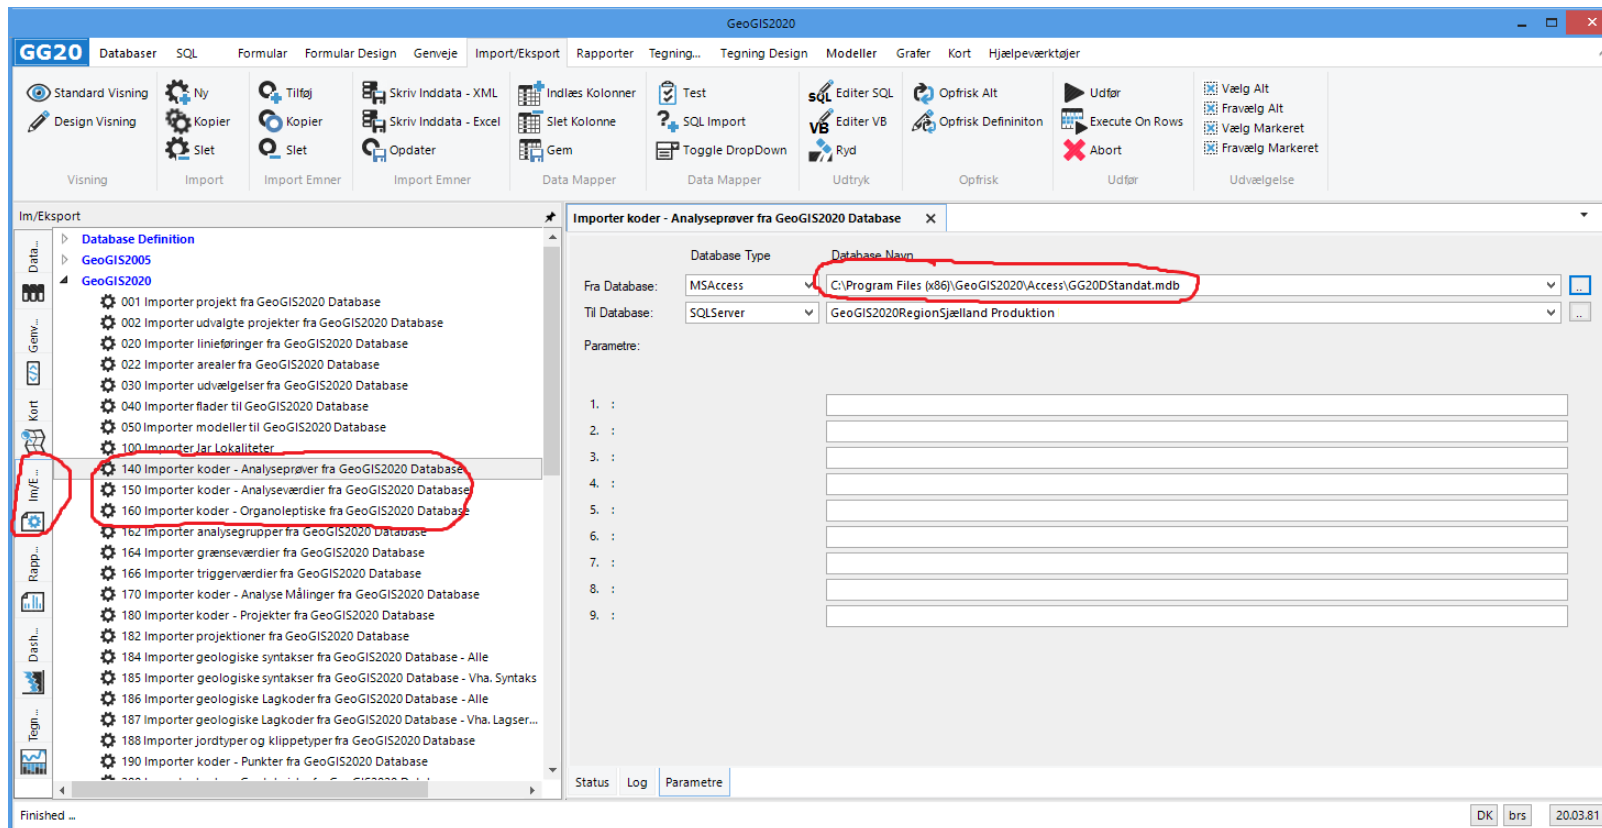 GeoGIS2020
GG20 Databaser SQL Formular Formular Design Genveje Import/Eksport Rapporter Tegning... Tegning Design Modeller Grafer Kort Hjælpeværktøjer
Standard Visning Ny Tilføj Skriv Inddata - XML Indlæs Kolonner Test Editer SQL Opfrisk Alt Udfør Vælg Alt
Fravælg Alt
Design Visning Kopier Kopier Skriv Inddata - Excel Slet Kolonne SQL Import Editer VB Opfrisk Defininiton Execute On Rows Vælg Markeret
Slet Slet Opdater Gem Toggle DropDown Ryd Abort Fravælg Markeret
Visning Import Import Emner Import Emner Data Mapper Data Mapper Udtryk Opfrisk Udfør Udvælgelse
Im/Eksport
Data...
Genv...
Kort
Im/E...
Rapp...
Dash...
Tegn...
Database Definition
GeoGIS2005
GeoGIS2020
001 Importer projekt fra GeoGIS2020 Database
002 Importer udvalgte projekter fra GeoGIS2020 Database
020 Importer linieføringer fra GeoGIS2020 Database
022 Importer arealer fra GeoGIS2020 Database
030 Importer udvælgelser fra GeoGIS2020 Database
040 Importer flader til GeoGIS2020 Database
050 Importer modeller til GeoGIS2020 Database
100 Importer Jar Lokaliteter
140 Importer koder - Analyseprøver fra GeoGIS2020 Database
150 Importer koder - Analyseværdier fra GeoGIS2020 Database
160 Importer koder - Organoleptiske fra GeoGIS2020 Database
162 Importer analysegrupper fra GeoGIS2020 Database
164 Importer grænseværdier fra GeoGIS2020 Database
166 Importer triggerværdier fra GeoGIS2020 Database
170 Importer koder - Analyse Målinger fra GeoGIS2020 Database
180 Importer koder - Projekter fra GeoGIS2020 Database
182 Importer projektioner fra GeoGIS2020 Database
184 Importer geologiske syntakser fra GeoGIS2020 Database - Alle
185 Importer geologiske syntakser fra GeoGIS2020 Database - Vha. Syntaks
186 Importer geologiske Lagkoder fra GeoGIS2020 Database - Alle
187 Importer geologiske Lagkoder fra GeoGIS2020 Database - Vha. Lagser...
188 Importer jordtyper og klippetyper fra GeoGIS2020 Database
190 Importer koder - Punkter fra GeoGIS2020 Database
Importer koder - Analyseprøver fra GeoGIS2020 Database
Database Type Database Navn
Fra Database: MSAccess C:\Program Files (x86)\GeoGIS2020\Access\GG20DStandat.mdb ..
Til Database: SQLServer GeoGIS2020RegionSjælland Produktion ..
Parametre:
1. :
2. :
3. :
4. :
5. :
6. :
7. :
8. :
9. :
Status Log Parametre
Finished ... DK brs 20.03.81